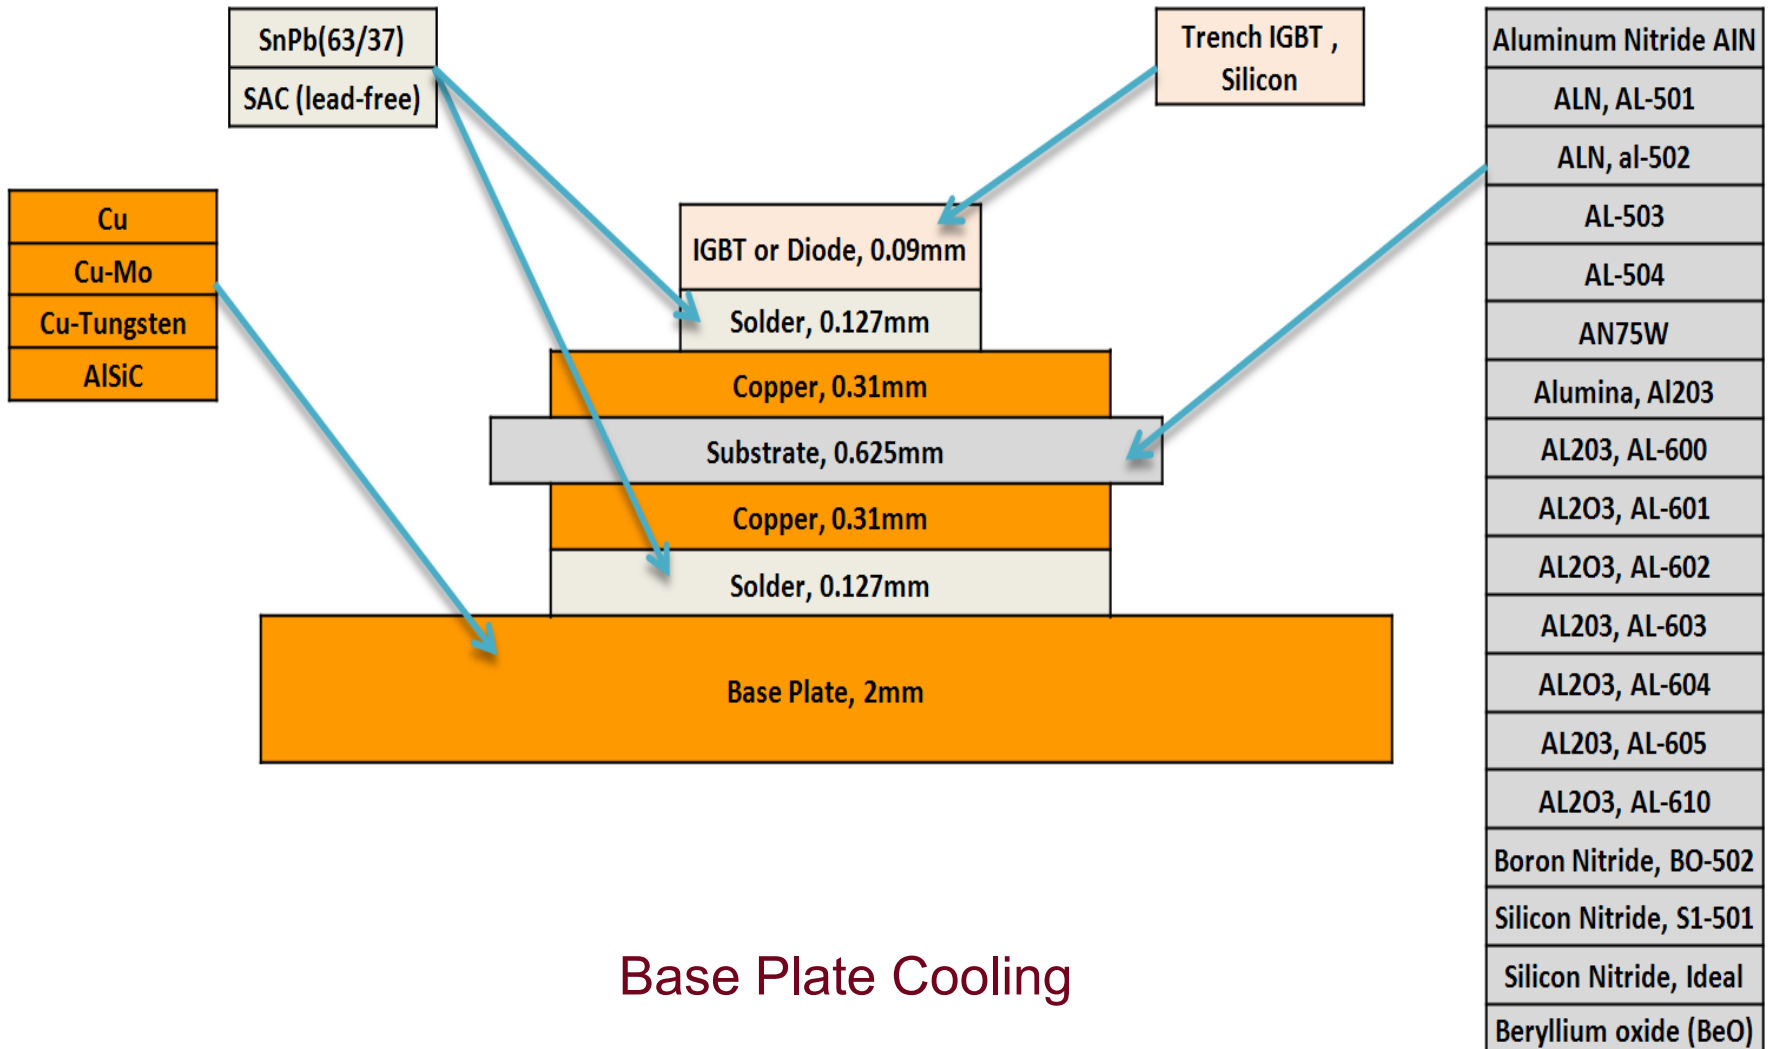 SnPb(63/37)
SAC (lead-free)
Trench IGBT ,
Silicon
Cu
Cu-Mo
Cu-Tungsten
AlSiC
IGBT or Diode, 0.09mm
Solder, 0.127mm
Copper, 0.31mm
Substrate, 0.625mm
Copper, 0.31mm
Solder, 0.127mm
Base Plate, 2mm
Aluminum Nitride AlN
ALN, AL-501
ALN, al-502
AL-503
AL-504
AN75W
Alumina, Al203
AL203, AL-600
AL2O3, AL-601
AL2O3, AL-602
AL203, AL-603
AL2O3, AL-604
AL203, AL-605
AL2O3, AL-610
Boron Nitride, BO-502
Silicon Nitride, S1-501
Silicon Nitride, Ideal
Beryllium oxide (BeO)
Base Plate Cooling